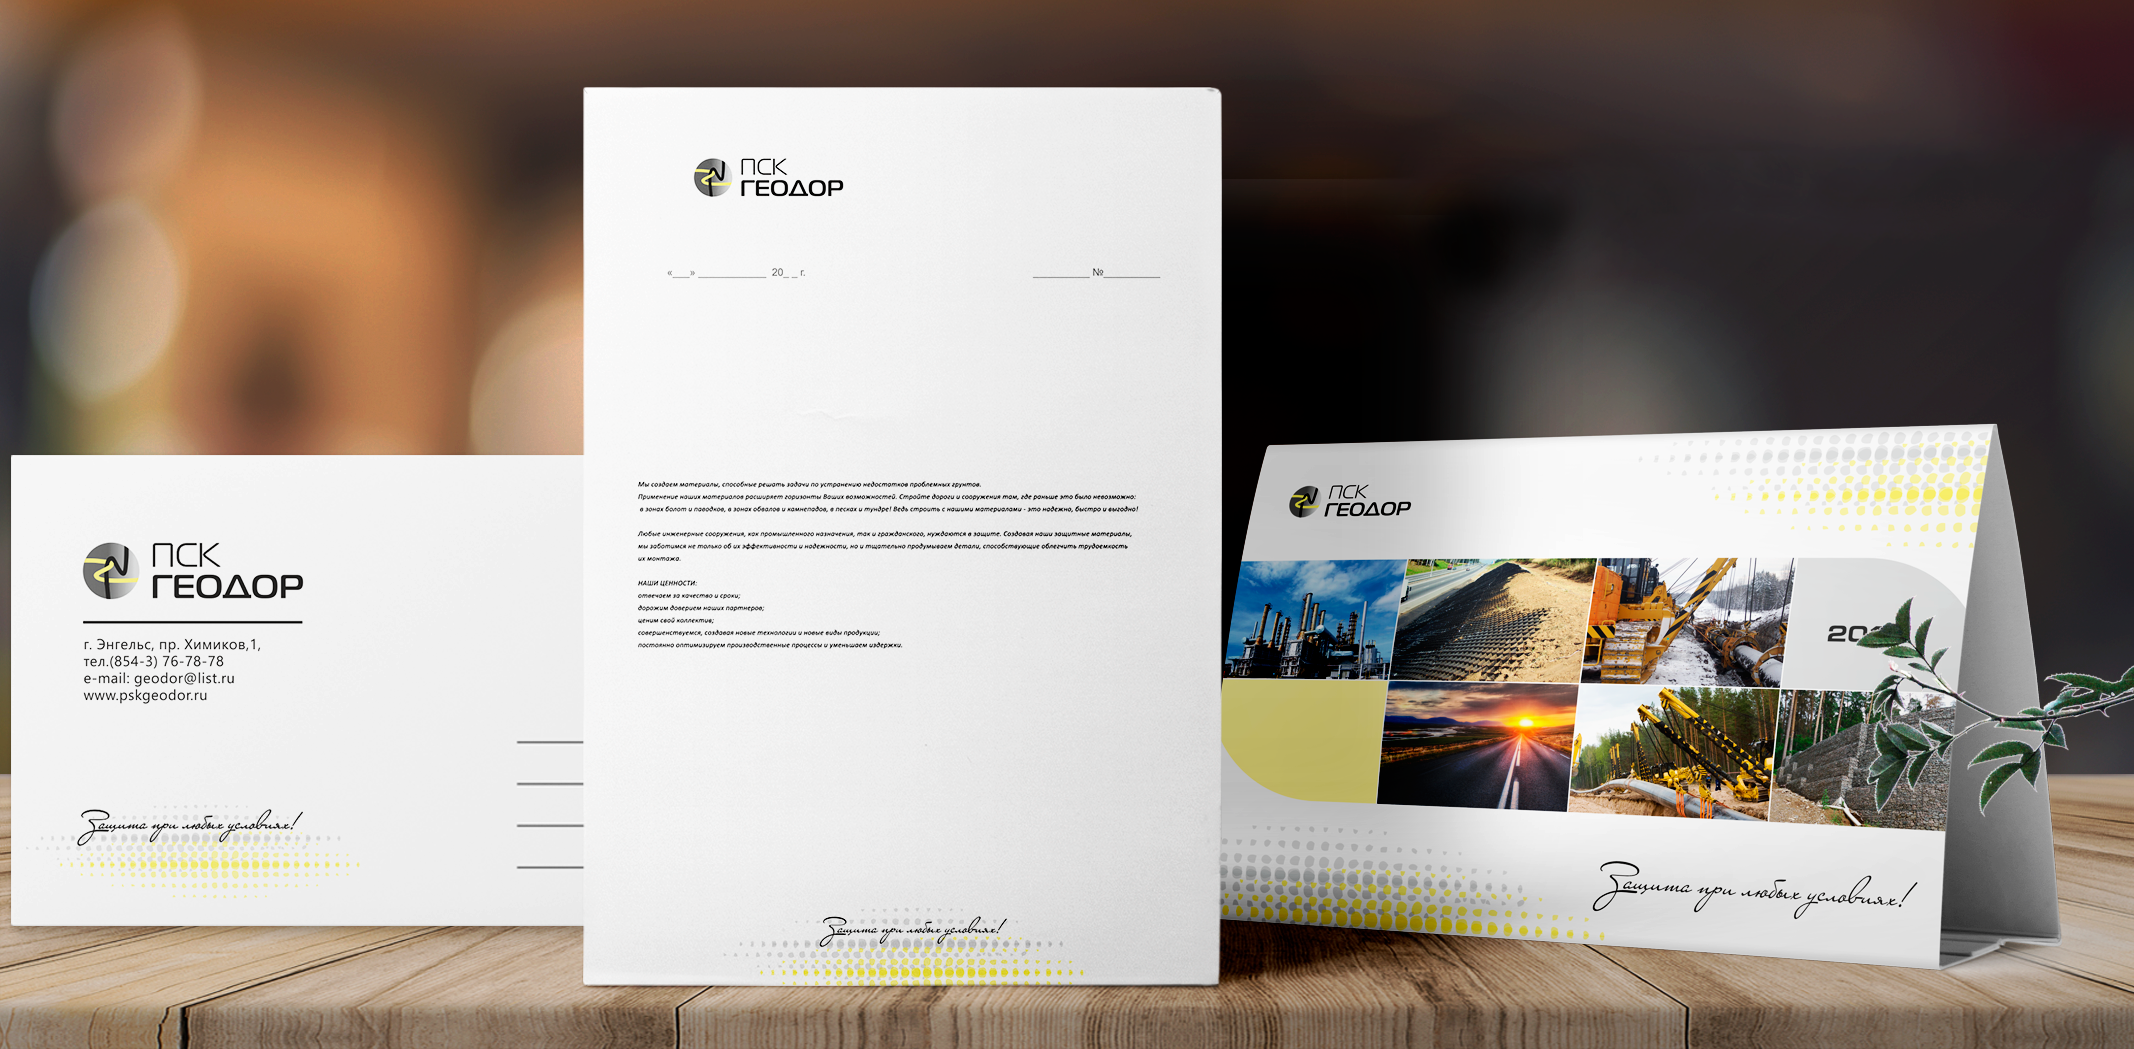 ПСК
ГЕОДОР
г. Энгельс, пр. Химиков,1,
тел.(854-3) 76-78-78
e-mail: geodor@list.ru
www.pskgeodor.ru
Защита при любых условиях!
ПСК
ГЕОДОР
«___» ____________ 20_ _ г.
__________ №__________
Мы создаем материалы, способные решать задачи по устранению недостатков проблемных грунтов.
Применение наших материалов расширяет горизонты Ваших возможностей. Стройте дороги и сооружения там, где раньше это было невозможно:
в зонах болот и паводков, в зонах обвалов и камнепадов, в песках и тундре! Ведь строить с нашими материалами - это надежно, быстро и выгодно!
Любые инженерные сооружения, как промышленного назначения, так и гражданского, нуждаются в защите. Создавая наши защитные материалы,
мы заботимся не только об их эффективности и надежности, но и тщательно продумываем детали, способствующие облегчить трудоемкость
их монтажа.
НАШИ ЦЕННОСТИ:
отвечаем за качество и сроки;
дорожим доверием наших партнеров;
ценим свой коллектив;
совершенствуемся, создавая новые технологии и новые виды продукции;
постоянно оптимизируем производственные процессы и уменьшаем издержки.
Защита при любых условиях!
ПСК
ГЕОДОР
Защита при любых условиях!